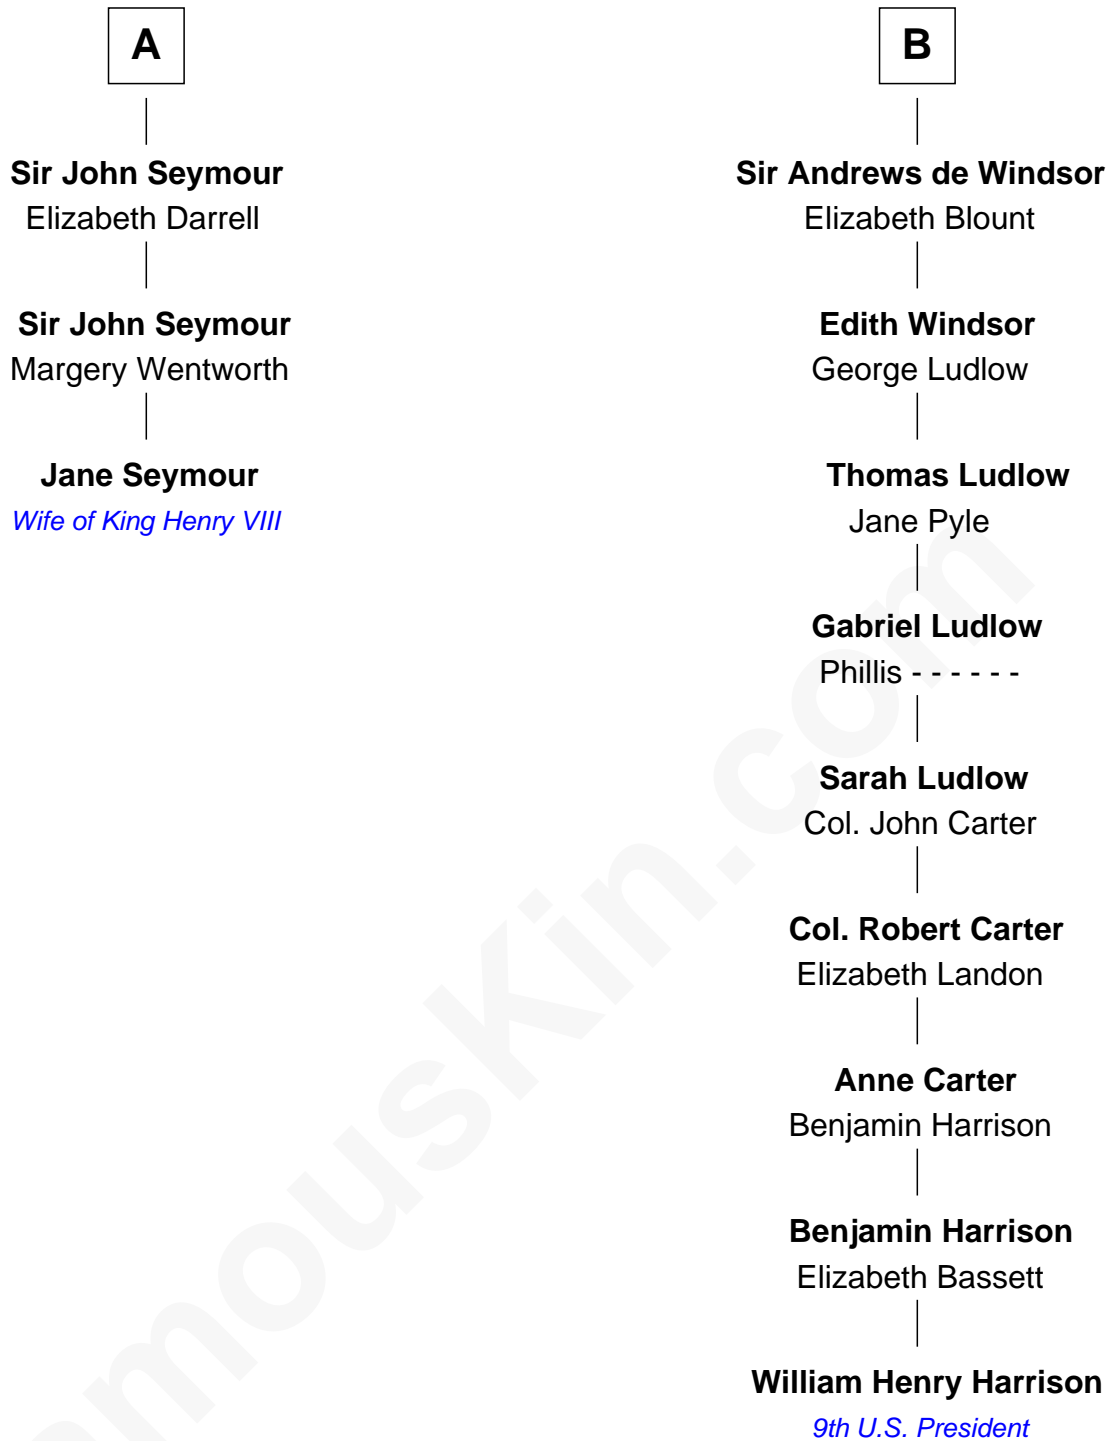 A
Sir John Seymour
Elizabeth Darrell
Sir John Seymour
Margery Wentworth
Jane Seymour
Wife of King Henry VIII
B
Sir Andrews de Windsor
Elizabeth Blount
Edith Windsor
George Ludlow
Thomas Ludlow
Jane Pyle
Gabriel Ludlow
Phillis - - - - - -
Sarah Ludlow
Col. John Carter
Col. Robert Carter
Elizabeth Landon
Anne Carter
Benjamin Harrison
Benjamin Harrison
Elizabeth Bassett
William Henry Harrison
9th U.S. President
amousKin.com